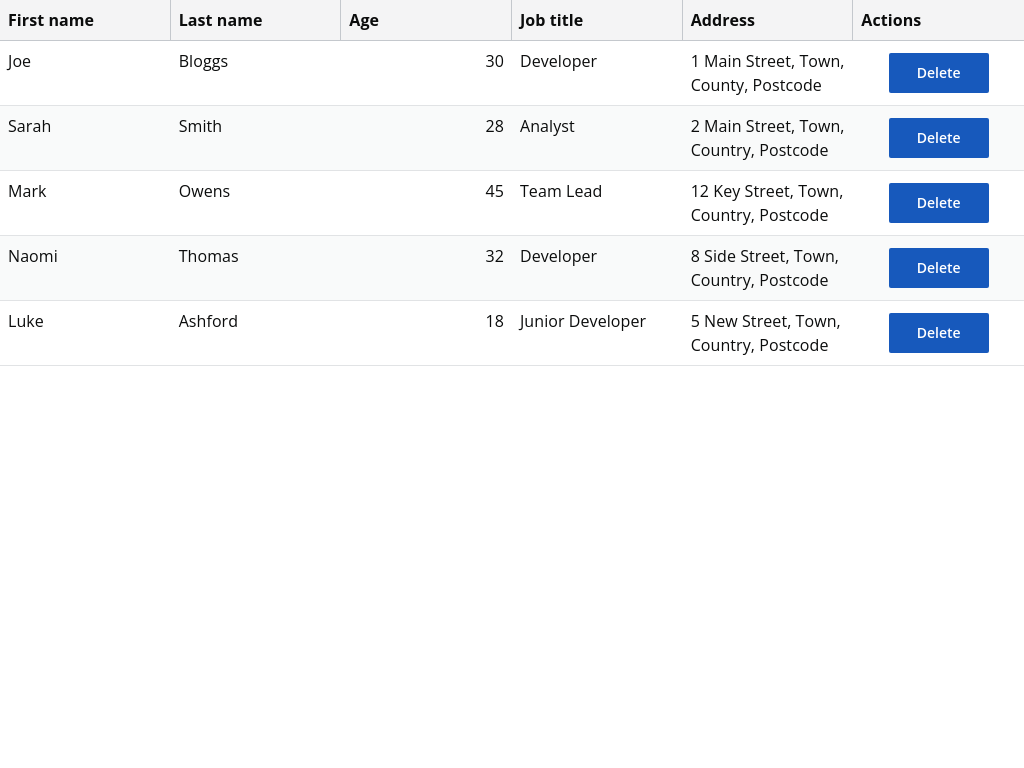 First name Last name Age Job title Address Actions
Joe Bloggs 30 Developer 1 Main Street, Town, Delete
County, Postcode
Sarah Smith 28 Analyst 2 Main Street, Town, Delete
Country, Postcode
Mark Owens 45 Team Lead 12 Key Street, Town, Delete
Country, Postcode
Naomi Thomas 32 Developer 8 Side Street, Town, Delete
Country, Postcode
Luke Ashford 18 Junior Developer 5 New Street, Town, Delete
Country, Postcode